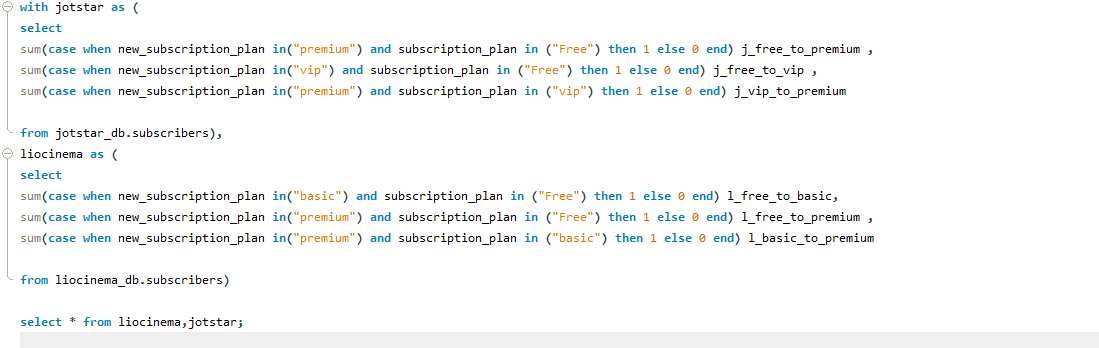 with jotstar as (
select
sum(case when new_subscription_plan in("premium") and subscription_plan in ("Free") then 1 else 0 end) j_free_to_premium ,
sum(case when new_subscription_plan in("vip") and subscription_plan in ("Free") then 1 else 0 end) j_free_to_vip ,
sum(case when new_subscription_plan in("premium") and subscription_plan in ("vip") then 1 else 0 end) j_vip_to_premium
from jotstar_db.subscribers),
liocinema as (
select
sum(case when new_subscription_plan in("basic") and subscription_plan in ("Free") then 1 else 0 end) l_free_to_basic,
sum(case when new_subscription_plan in("premium") and subscription_plan in ("Free") then 1 else 0 end) l_free_to_premium ,
sum(case when new_subscription_plan in("premium") and subscription_plan in ("basic") then 1 else 0 end) l_basic_to_premium
from liocinema_db.subscribers)
select * from liocinema,jotstar;